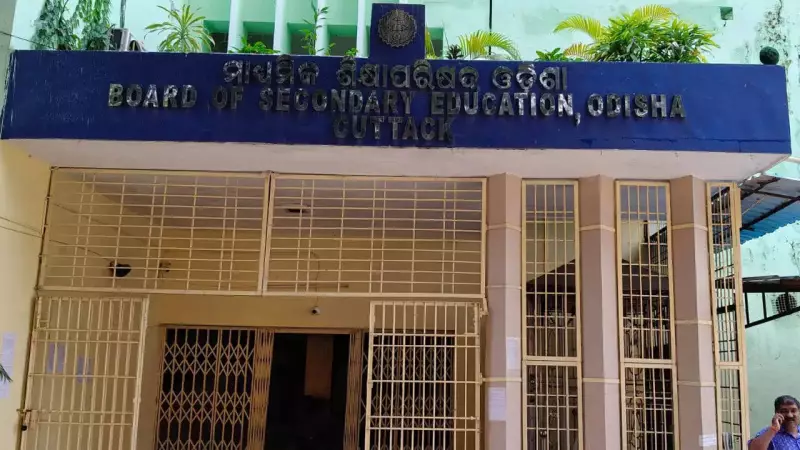 ମାଧ୍ୟମିକ ଶିକ୍ଷାପରିଷଦ ଓଡ଼ିଶା
BOARD OF SECONDARY EDUCATION, ODISHA
CUTTACK